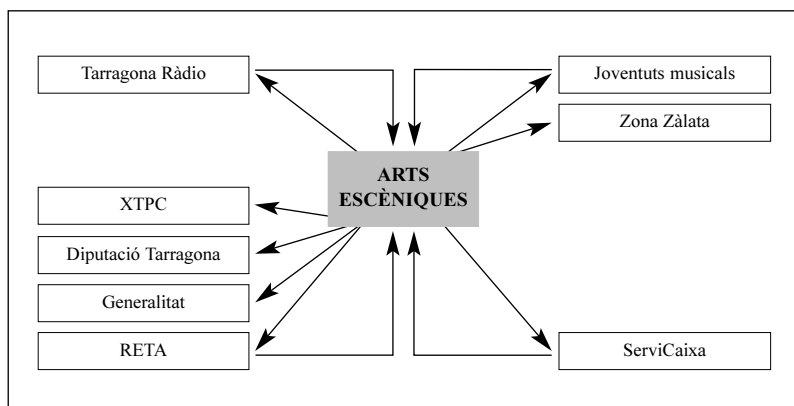 Tarragona Ràdio
Joventuts musicals
Zona Zàlata
ARTS
ESCÈNIQUES
XTPC
Diputació Tarragona
Generalitat
RETA
ServiCaixa